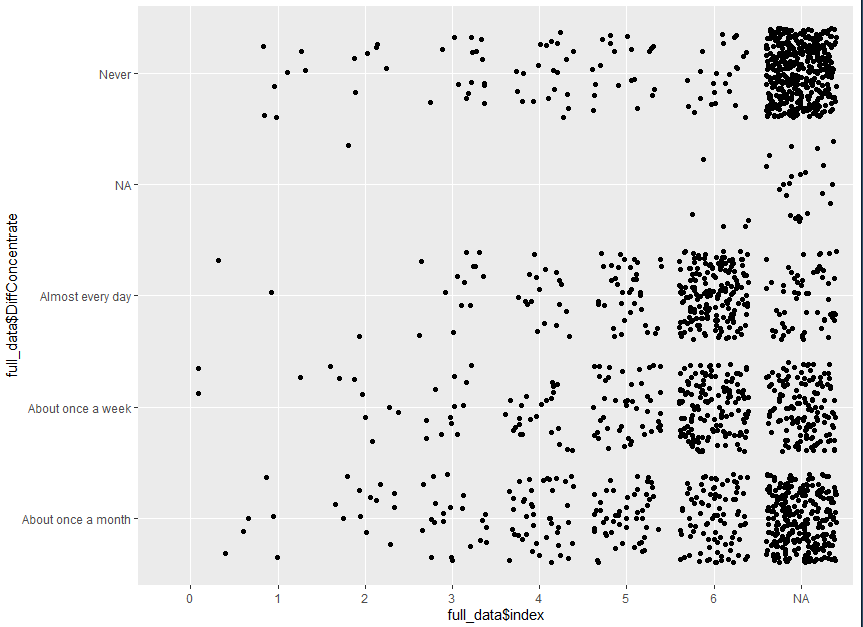 full_data$DiffConcentrate
Never
NA
Almost every day
About once a week
About once a month
0 1 2 3 4 5 6 NA
full_data$index